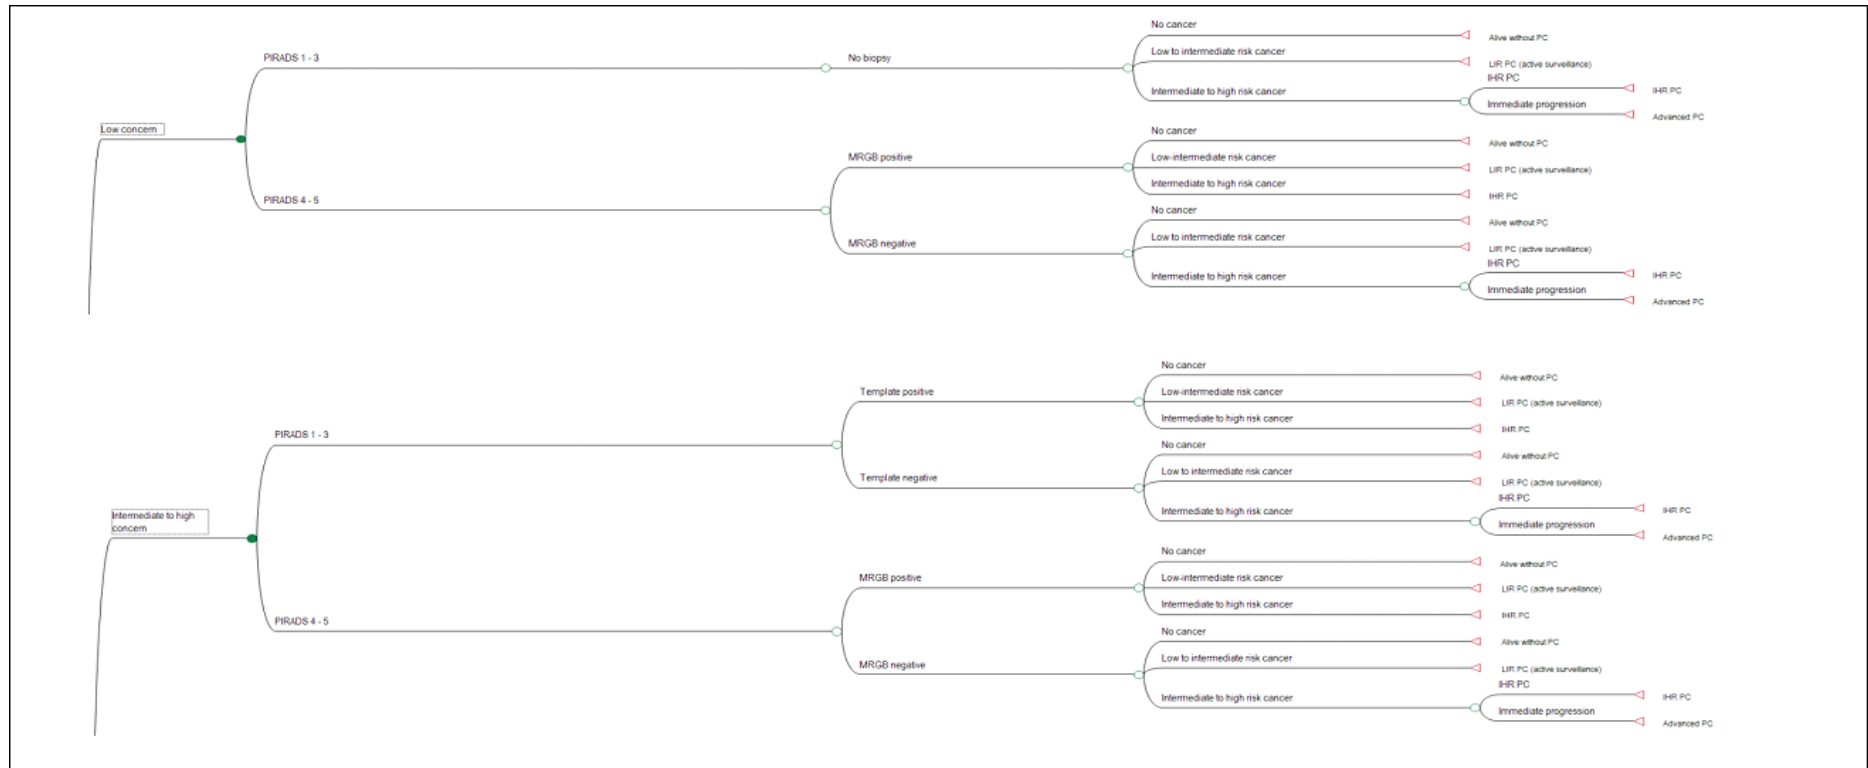 No cancer
Alive without PC
PIRADS 1 - 3
No biopsy
Low to intermediate risk cancer
LIR PC (active surveillance)
IHR PC
Intermediate to high risk cancer
IHR PC
Immediate progression
Advanced PC
Low concern
No cancer
Alive without PC
MRGB positive
Low-intermediate risk cancer
LIR PC (active surveillance)
Intermediate to high risk cancer
IHR PC
PIRADS 4 - 5
No cancer
Alive without PC
MRGB negative
Low to intermediate risk cancer
LIR PC (active surveillance)
IHR PC
Intermediate to high risk cancer
IHR PC
Immediate progression
Advanced PC
No cancer
Alive without PC
Template positive
Low-intermediate risk cancer
LIR PC (active surveillance)
Intermediate to high risk cancer
IHR PC
PIRADS 1 - 3
No cancer
Alive without PC
Template negative
Low to intermediate risk cancer
LIR PC (active surveillance)
IHR PC
Intermediate to high risk cancer
IHR PC
Immediate progression
Advanced PC
Intermediate to high
concern
No cancer
Alive without PC
MRGB positive
Low-intermediate risk cancer
LIR PC (active surveillance)
Intermediate to high risk cancer
IHR PC
PIRADS 4 - 5
No cancer
Alive without PC
MRGB negative
Low to intermediate risk cancer
LIR PC (active surveillance)
IHR PC
Intermediate to high risk cancer
IHR PC
Immediate progression
Advanced PC